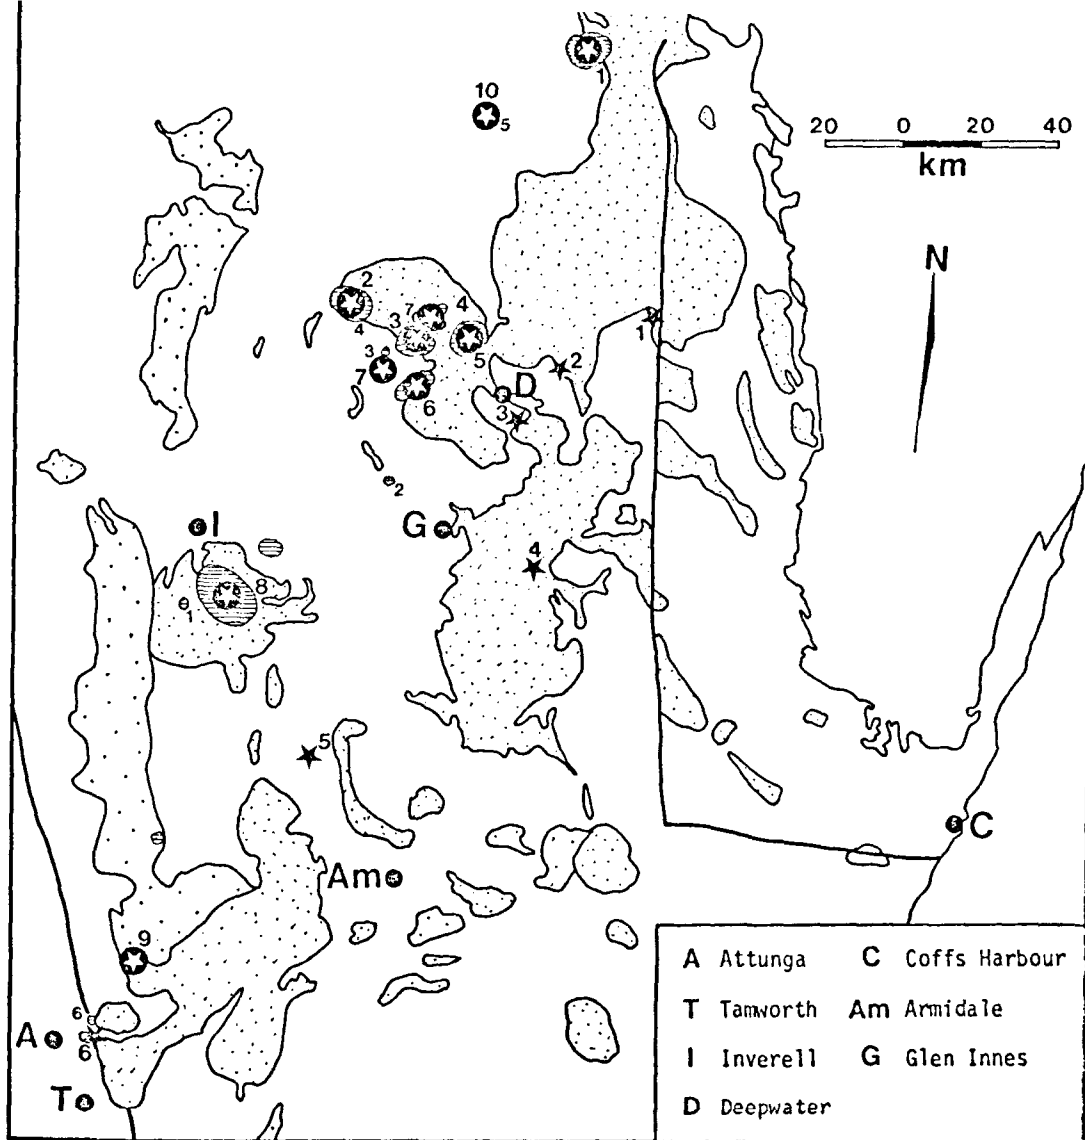 1
10
5
20 0 20 40
km
N
2
4
7
4
3
5
1
3
7
6
2
D
3
2
I
G
4
8
1
5
Am
C
9
6
A
6
T
A Attunga C Coffs Harbour
T Tamworth Am Armidale
I Inverell G Glen Innes
D Deepwater